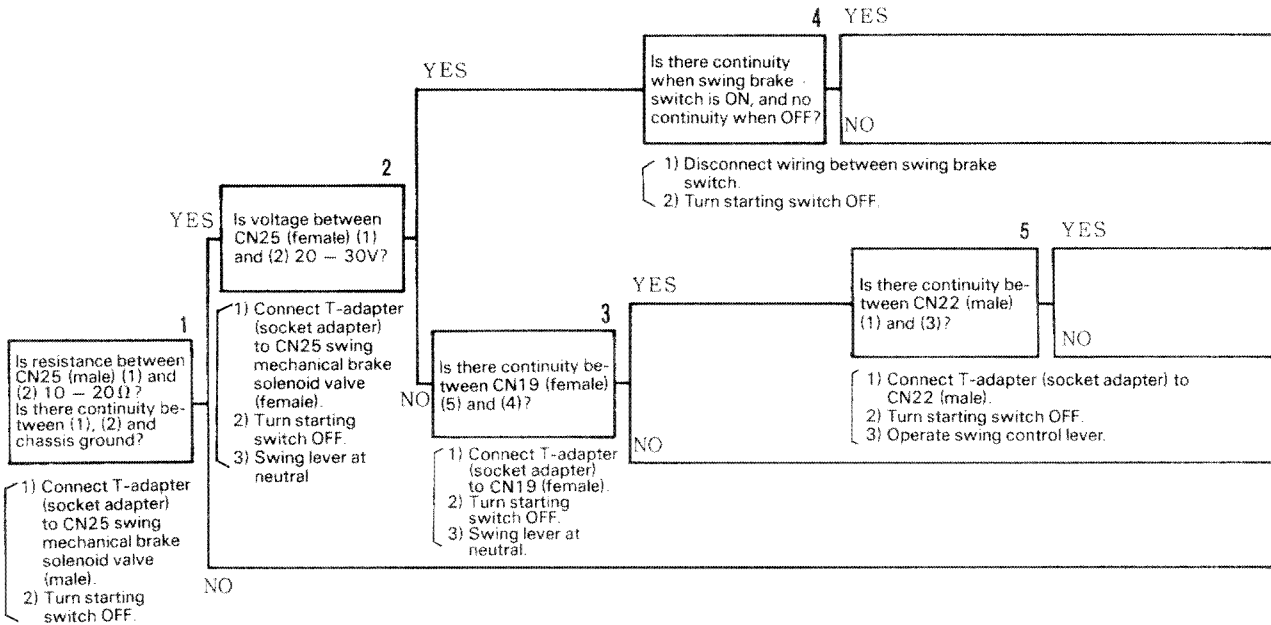 1
Is resistance between
CN25 (male) (1) and
(2) 10 – 20Ω?
Is there continuity be-
tween (1), (2) and
chassis ground?
1) Connect T-adapter
(socket adapter)
to CN25 swing
mechanical brake
solenoid valve
(male).
2) Turn starting
switch OFF.
YES
NO
2
Is voltage between
CN25 (female) (1)
and (2) 20 – 30V?
1) Connect T-adapter
(socket adapter)
to CN25 swing
mechanical brake
solenoid valve
(female).
2) Turn starting
switch OFF.
3) Swing lever at
neutral
YES
NO
3
Is there continuity be-
tween CN19 (female)
(5) and (4)?
1) Connect T-adapter
(socket adapter)
to CN19 (female).
2) Turn starting
switch OFF.
3) Swing lever at
neutral.
YES
NO
4
Is there continuity
when swing brake
switch is ON, and no
continuity when OFF?
1) Disconnect wiring between swing brake
switch.
2) Turn starting switch OFF.
YES
NO
5
Is there continuity be-
tween CN22 (male)
(1) and (3)?
1) Connect T-adapter (socket adapter) to
CN22 (male).
2) Turn starting switch OFF.
3) Operate swing control lever.
YES
NO